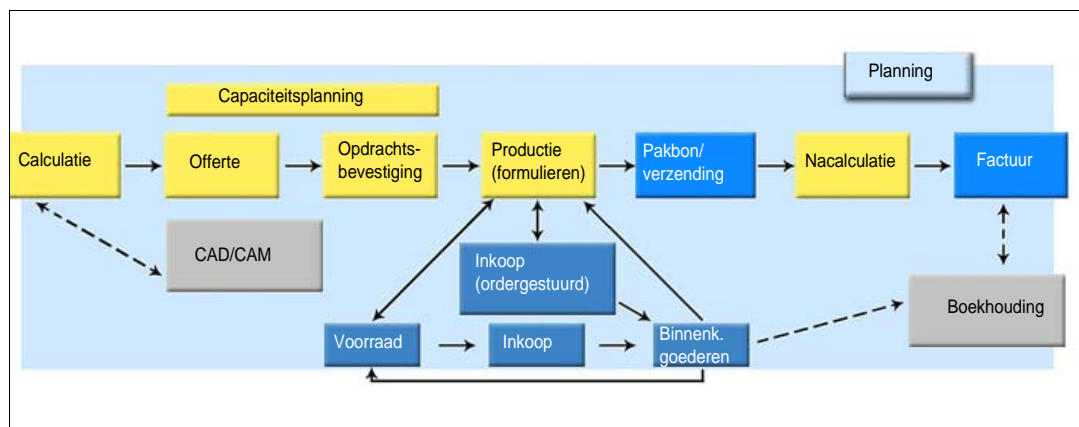 Planning
Capaciteitsplanning
Calculatie
Offerte
Opdrachts-
bevestiging
Productie
(formulieren)
Pakbon/
verzending
Nacalculatie
Factuur
CAD/CAM
Inkoop
(ordergestuurd)
Boekhouding
Voorraad
Inkoop
Binnenk.
goederen